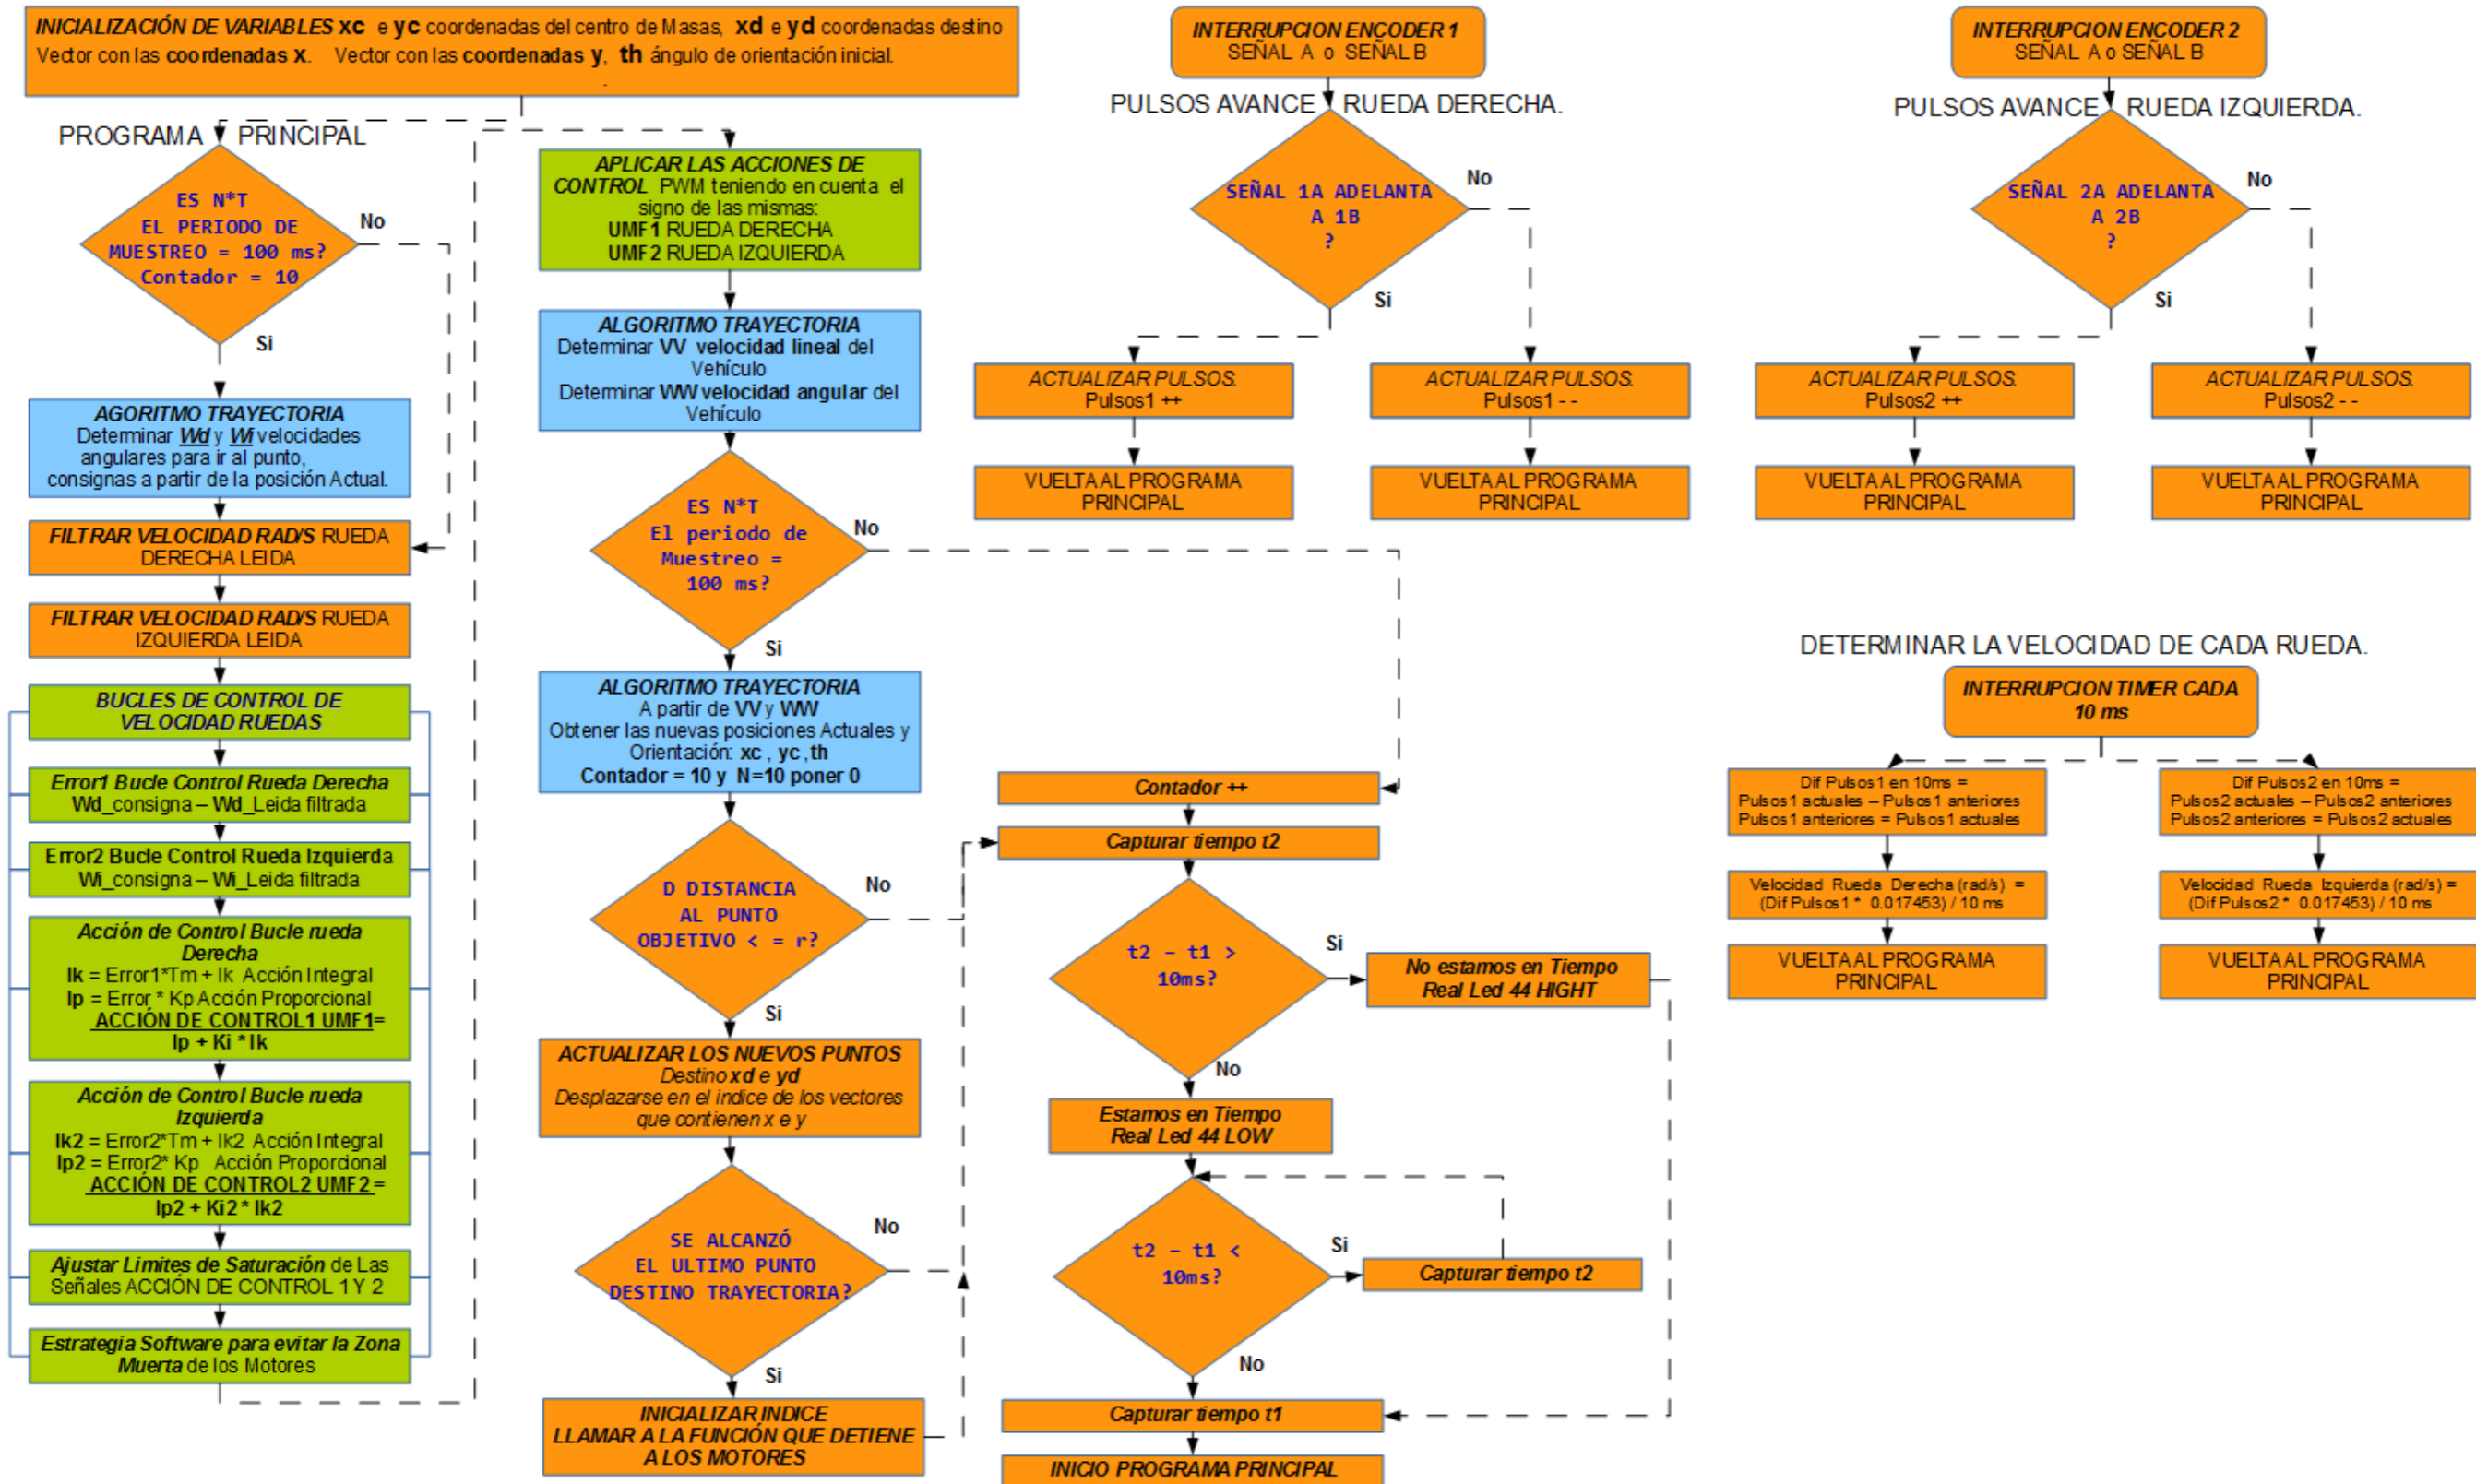 INICIALIZACIÓN DE VARIABLES xc e yc coordenadas del centro de Masas, xd e yd coordenadas destino
Vector con las coordenadas x. Vector con las coordenadas y, th ángulo de orientación inicial.
.
PROGRAMA PRINCIPAL
ES N*T
EL PERIODO DE
MUESTREO = 100 ms?
Contador = 10
No
Si
AGORITMO TRAYECTORIA
Determinar Wd y Wi velocidades
angulares para ir al punto,
consignas a partir de la posición Actual.
FILTRAR VELOCIDAD RAD/S RUEDA
DERECHA LEIDA
FILTRAR VELOCIDAD RAD/S RUEDA
IZQUIERDA LEIDA
BUCLES DE CONTROL DE
VELOCIDAD RUEDAS
Error1 Bucle Control Rueda Derecha
Wd_consigna – Wd_Leida filtrada
Error2 Bucle Control Rueda Izquierda
Wi_consigna – Wi_Leida filtrada
Acción de Control Bucle rueda
Derecha
Ik = Error1*Tm + Ik Acción Integral
Ip = Error * Kp Acción Proporcional
ACCIÓN DE CONTROL1 UMF1=
Ip + Ki * Ik
Acción de Control Bucle rueda
Izquierda
Ik2 = Error2*Tm + Ik2 Acción Integral
Ip2 = Error2* Kp Acción Proporcional
ACCIÓN DE CONTROL2 UMF2 =
Ip2 + Ki2 * Ik2
Ajustar Limites de Saturación de Las
Señales ACCIÓN DE CONTROL 1 Y 2
Estrategia Software para evitar la Zona
Muerta de los Motores
APLICAR LAS ACCIONES DE
CONTROL PWM teniendo en cuenta el
signo de las mismas:
UMF1 RUEDA DERECHA
UMF2 RUEDA IZQUIERDA
ALGORITMO TRAYECTORIA
Determinar VV velocidad lineal del
Vehículo
Determinar WW velocidad angular del
Vehículo
ES N*T
El periodo de
Muestreo =
100 ms?
No
Si
ALGORITMO TRAYECTORIA
A partir de VV y WW
Obtener las nuevas posiciones Actuales y
Orientación: xc , yc ,th
Contador = 10 y N=10 poner 0
D DISTANCIA
AL PUNTO
OBJETIVO < = r?
No
Si
ACTUALIZAR LOS NUEVOS PUNTOS
Destino xd e yd
Desplazarse en el indice de los vectores
que contienen x e y
SE ALCANZÓ
EL ULTIMO PUNTO
DESTINO TRAYECTORIA?
No
Si
INICIALIZAR INDICE
LLAMAR A LA FUNCIÓN QUE DETIENE
A LOS MOTORES
Contador ++
Capturar tiempo t2
t2 – t1 >
10ms?
Si
No estamos en Tiempo
Real Led 44 HIGHT
No
Estamos en Tiempo
Real Led 44 LOW
t2 – t1 <
10ms?
Si
Capturar tiempo t2
No
Capturar tiempo t1
INICIO PROGRAMA PRINCIPAL
INTERRUPCION ENCODER 1
SEÑAL A o SEÑAL B
PULSOS AVANCE RUEDA DERECHA.
SEÑAL 1A ADELANTA
A 1B
?
No
Si
ACTUALIZAR PULSOS.
Pulsos1 ++
ACTUALIZAR PULSOS.
Pulsos1 - -
VUELTA AL PROGRAMA
PRINCIPAL
VUELTA AL PROGRAMA
PRINCIPAL
INTERRUPCION ENCODER 2
SEÑAL A o SEÑAL B
PULSOS AVANCE RUEDA IZQUIERDA.
SEÑAL 2A ADELANTA
A 2B
?
No
Si
ACTUALIZAR PULSOS.
Pulsos2 ++
ACTUALIZAR PULSOS.
Pulsos2 - -
VUELTA AL PROGRAMA
PRINCIPAL
VUELTA AL PROGRAMA
PRINCIPAL
DETERMINAR LA VELOCIDAD DE CADA RUEDA.
INTERRUPCION TIMER CADA
10 ms
Dif Pulsos1 en 10ms =
Pulsos1 actuales – Pulsos1 anteriores
Pulsos1 anteriores = Pulsos1 actuales
Dif Pulsos2 en 10ms =
Pulsos2 actuales – Pulsos2 anteriores
Pulsos2 anteriores = Pulsos2 actuales
Velocidad Rueda Derecha (rad/s) =
(Dif Pulsos1 * 0.017453) / 10 ms
Velocidad Rueda Izquierda (rad/s) =
(Dif Pulsos2 * 0.017453) / 10 ms
VUELTA AL PROGRAMA
PRINCIPAL
VUELTA AL PROGRAMA
PRINCIPAL